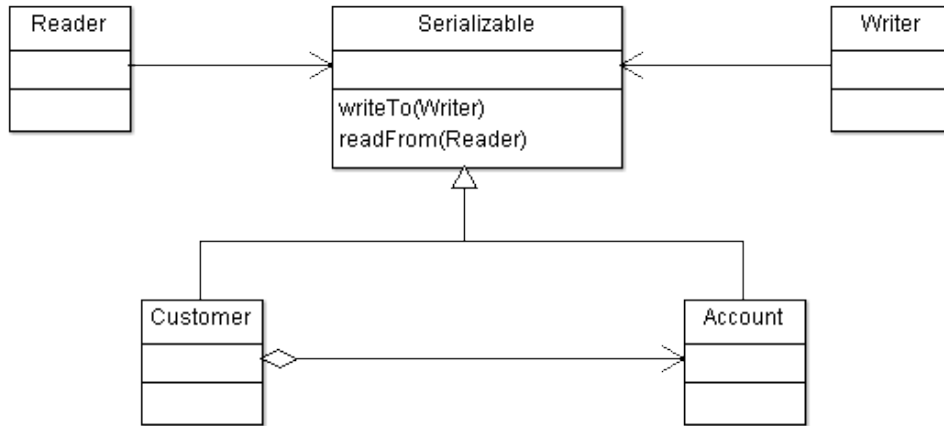 Reader
Serializable
Writer
writeTo(Writer)
readFrom(Reader)
Customer
Account